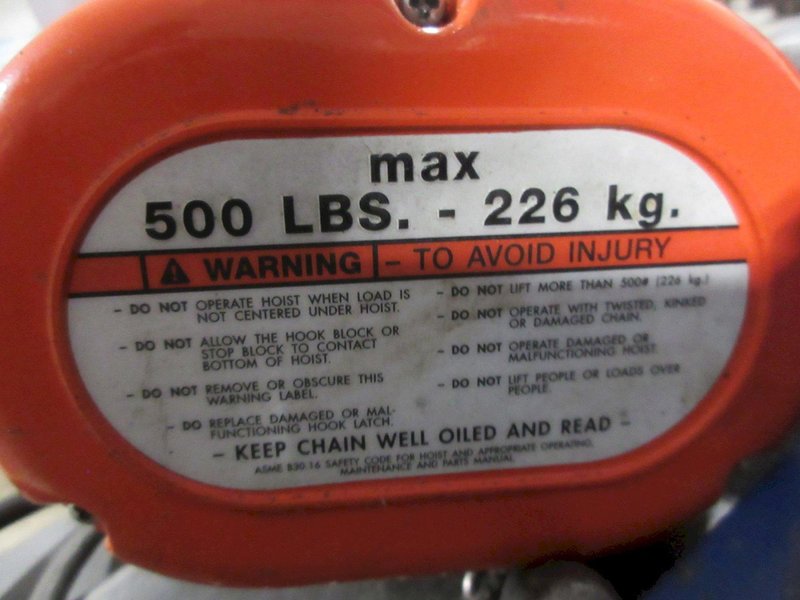 max
500 LBS. - 226 kg.
WARNING - TO AVOID INJURY
- DO NOT OPERATE HOIST WHEN LOAD IS
NOT CENTERED UNDER HOIST.
- DO NOT ALLOW THE HOOK BLOCK OR
STOP BLOCK TO CONTACT
BOTTOM OF HOIST.
- DO NOT REMOVE OR OBSCURE THIS
WARNING LABEL.
- DO REPLACE DAMAGED OR MAL-
FUNCTIONING HOOK LATCH.
- DO NOT LIFT MORE THAN 500# (226 kg.)
- DO NOT OPERATE WITH TWISTED, KINKED
OR DAMAGED CHAIN.
- DO NOT OPERATE DAMAGED OR
MALFUNCTIONING HOIST.
- DO NOT LIFT PEOPLE OR LOADS OVER
PEOPLE.
- KEEP CHAIN WELL OILED AND READ -
ASME B30.16 SAFETY CODE FOR HOIST AND APPROPRIATE OPERATING,
MAINTENANCE AND PARTS MANUAL